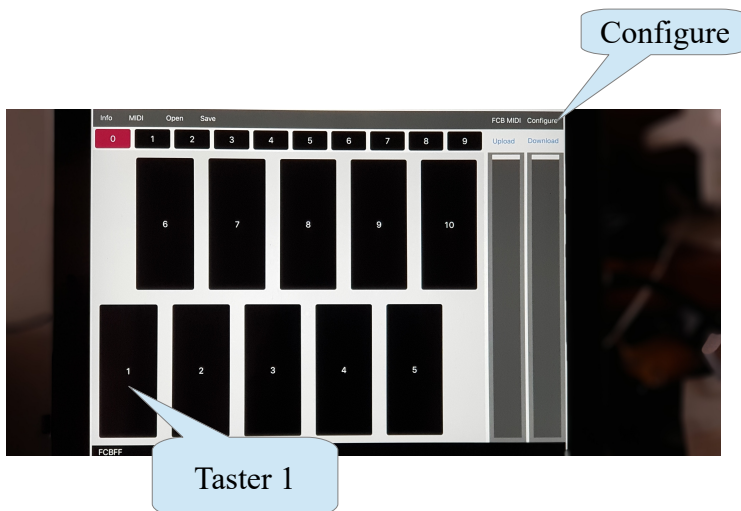 Configure
Info MIDI Open Save FCB MIDI Configure
0 1 2 3 4 5 6 7 8 9 Upload Download
6 7 8 9 10
1 2 3 4 5
FCBFF
Taster 1